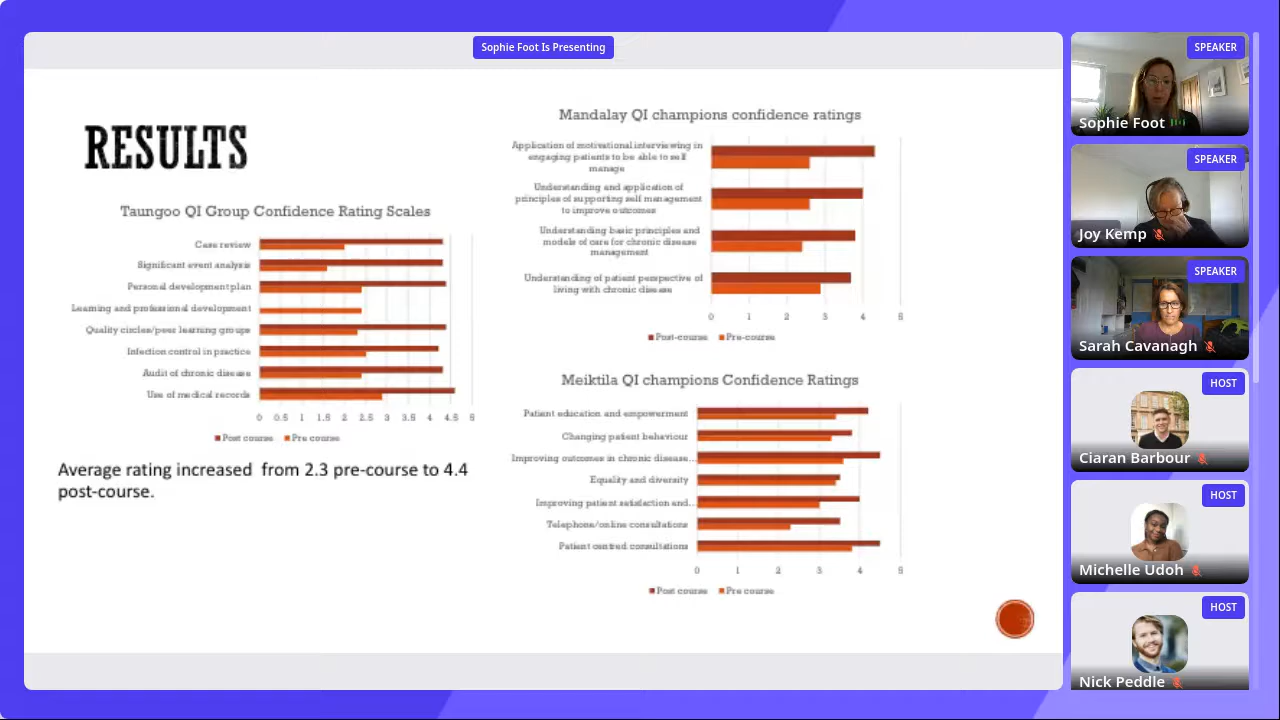 Sophie Foot Is Presenting
RESULTS
Taungoo QI Group Confidence Rating Scales
Case review
Significant event analysis
Personal development plan
Learning and professional development
Quality circles/peer learning groups
Infection control in practice
Audit of chronic disease
Use of medical records
0 0.5 1 1.5 2 2.5 3 3.5 4 4.5 5
Post course Pre course
Average rating increased from 2.3 pre-course to 4.4
post-course.
Mandalay QI champions confidence ratings
Application of motivational interviewing in
engaging patients to be able to self
manage
Understanding and application of
principles of supporting self management
to improve outcomes
Understanding basic principles and
models of care for chronic disease
management
Understanding of patient perspective of
living with chronic disease
0 1 2 3 4 5
Post-course Pre-course
Meiktila QI champions Confidence Ratings
Patient education and empowerment
Changing patient behaviour
Improving outcomes in chronic disease...
Equality and diversity
Improving patient satisfaction and...
Telephone/online consultations
Patient centred consultations
0 1 2 3 4 5
Post course Pre course
SPEAKER
Sophie Foot
SPEAKER
Joy Kemp
SPEAKER
Sarah Cavanagh
HOST
Ciaran Barbour
HOST
Michelle Udoh
HOST
Nick Peddle